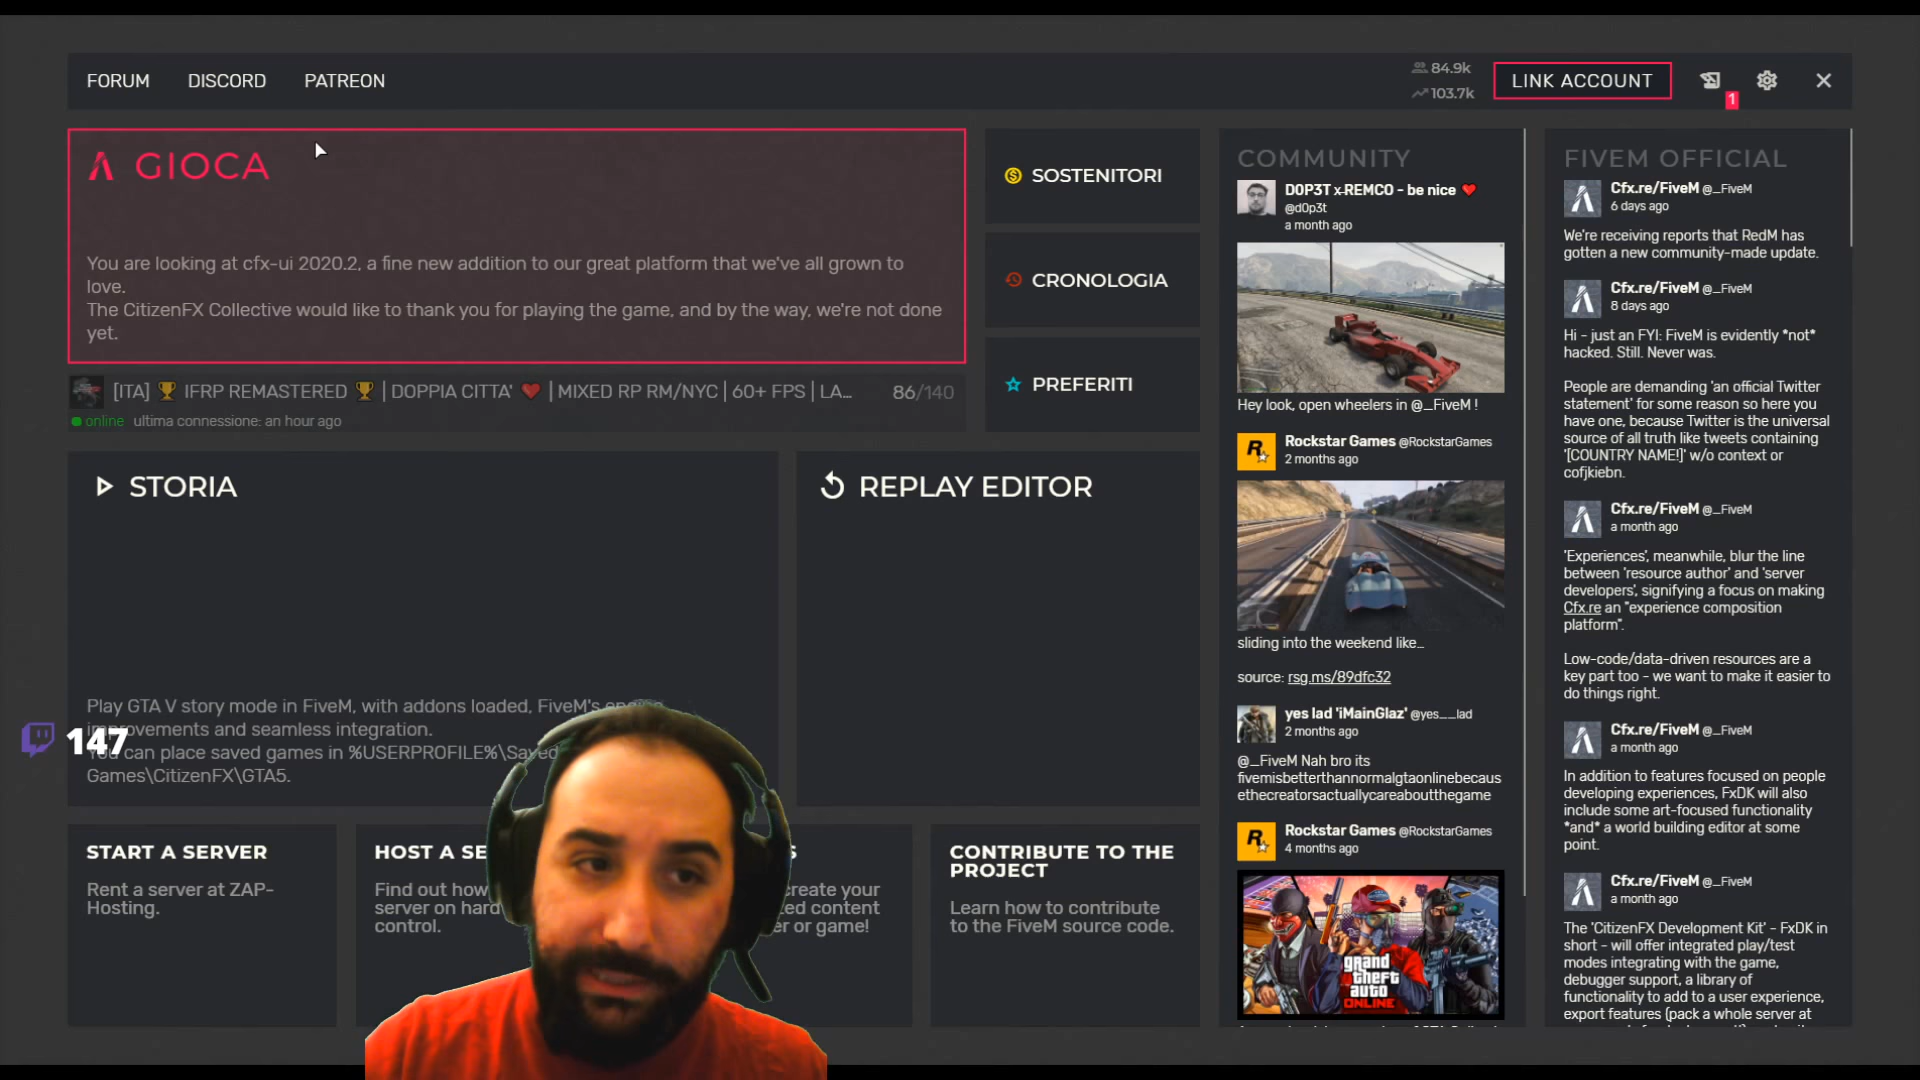 FORUM
DISCORD
PATREON
84.9k
103.7k
LINK ACCOUNT
1
GIOCA
You are looking at cfx-ui 2020.2, a fine new addition to our great platform that we've all grown to
love.
The CitizenFX Collective would like to thank you for playing the game, and by the way, we're not done
yet.
[ITA] 🏆 IFRP REMASTERED 🏆 | DOPPIA CITTA' ❤ | MIXED RP RM/NYC | 60+ FPS | LA... 86/140
online ultima connessione: an hour ago
SOSTENITORI
CRONOLOGIA
PREFERITI
STORIA
Play GTA V story mode in FiveM, with addons loaded, FiveM's engine
improvements and seamless integration.
You can place saved games in %USERPROFILE%\Saved
Games\CitizenFX\GTA5.
147
REPLAY EDITOR
START A SERVER
Rent a server at ZAP-
Hosting.
HOST A SE
Find out how
server on hard
control.
S
create your
ed content
er or game!
CONTRIBUTE TO THE
PROJECT
Learn how to contribute
to the FiveM source code.
COMMUNITY
D0P3T x REMCO - be nice ❤
@d0p3t
a month ago
Hey look, open wheelers in @_FiveM !
Rockstar Games @RockstarGames
2 months ago
sliding into the weekend like...
source: rsg.ms/89dfc32
yes lad 'iMainGlaz' @yes__lad
2 months ago
@_FiveM Nah bro its
fivemisbetterthannormalgtaonlinebecaus
ethecreatorsactuallycareaboutthegame
Rockstar Games @RockstarGames
4 months ago
grand
theft
auto
ONLINE
FIVEM OFFICIAL
Cfx.re/FiveM @_FiveM
6 days ago
We're receiving reports that RedM has
gotten a new community-made update.
Cfx.re/FiveM @_FiveM
8 days ago
Hi - just an FYI: FiveM is evidently *not*
hacked. Still. Never was.
People are demanding 'an official Twitter
statement' for some reason so here you
have one, because Twitter is the universal
source of all truth like tweets containing
'[COUNTRY NAME!]' w/o context or
cofjkiebn.
Cfx.re/FiveM @_FiveM
a month ago
'Experiences', meanwhile, blur the line
between 'resource author' and 'server
developers', signifying a focus on making
Cfx.re an "experience composition
platform".
Low-code/data-driven resources are a
key part too - we want to make it easier to
do things right.
Cfx.re/FiveM @_FiveM
a month ago
In addition to features focused on people
developing experiences, FxDK will also
include some art-focused functionality
*and* a world building editor at some
point.
Cfx.re/FiveM @_FiveM
a month ago
The 'CitizenFX Development Kit' - FxDK in
short - will offer integrated play/test
modes integrating with the game,
debugger support, a library of
functionality to add to a user experience,
export features (pack a whole server at